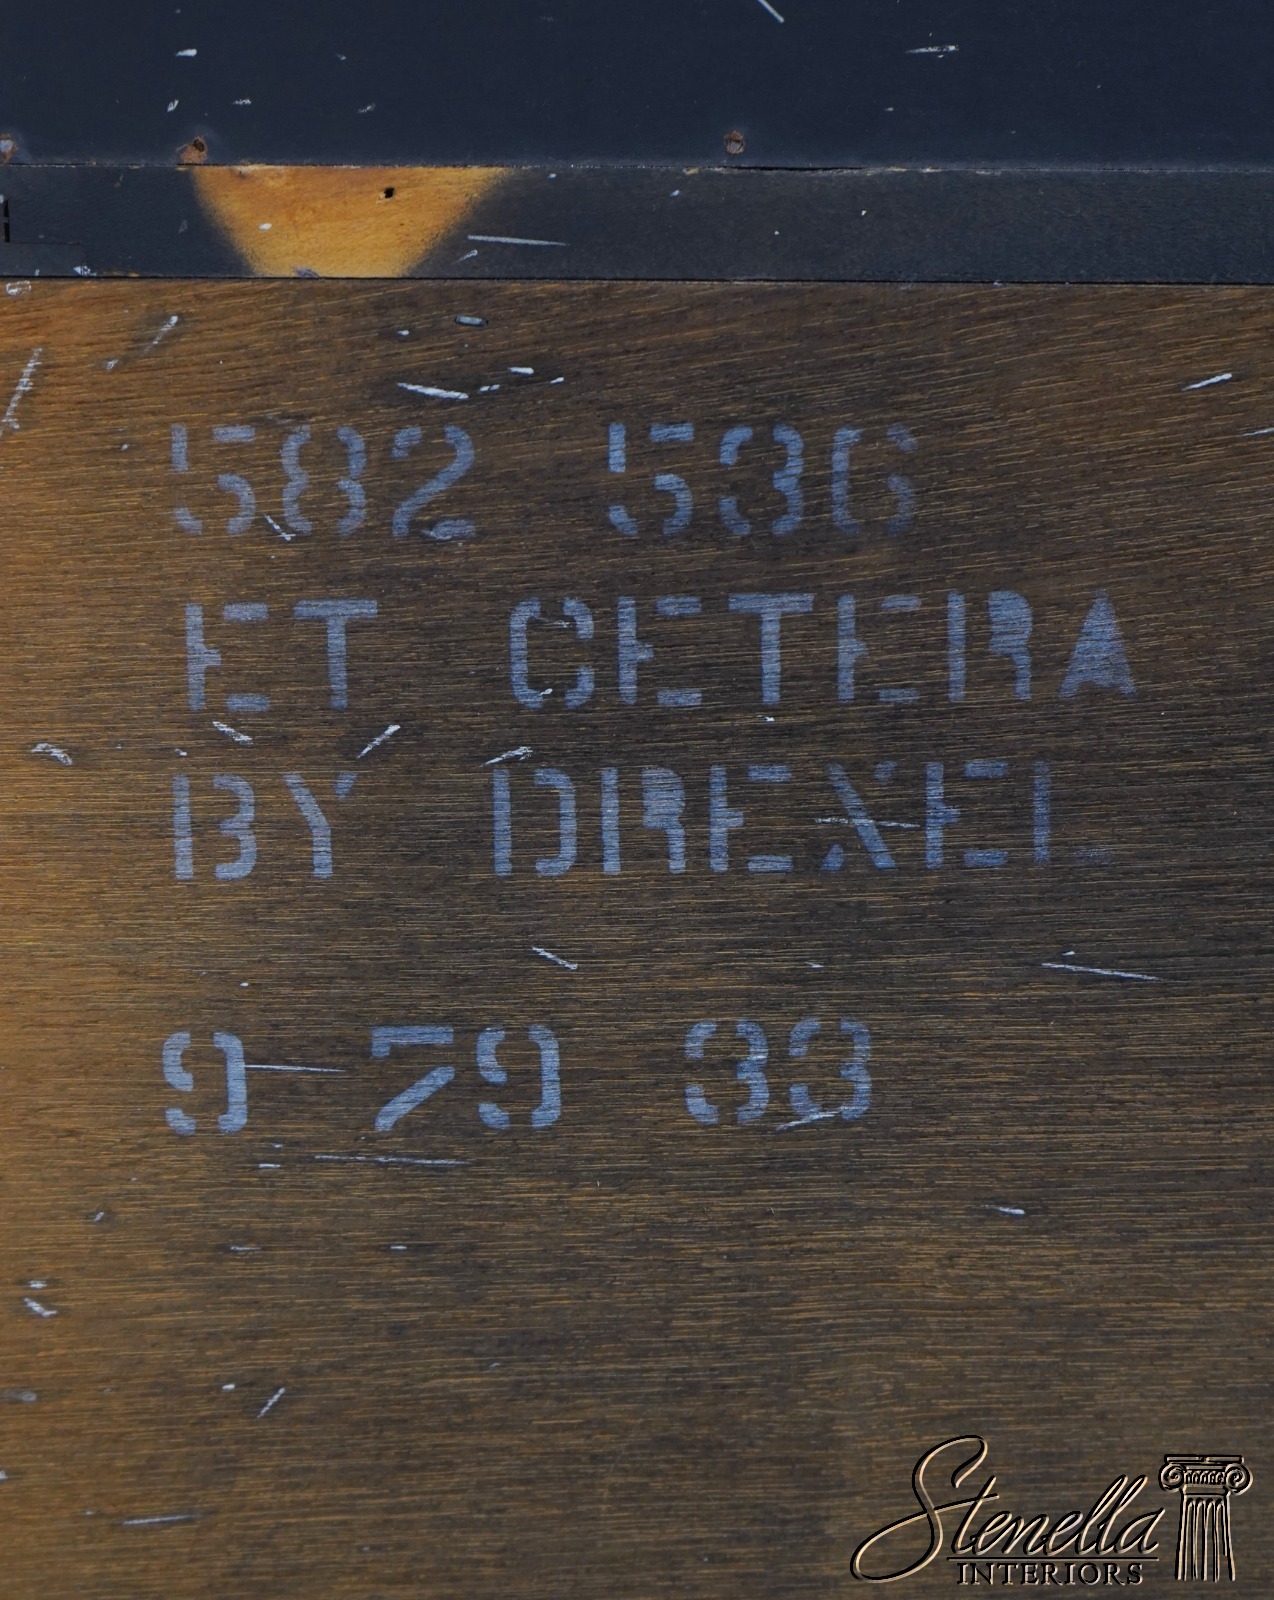 582 536
ET CETERA
BY DREXEL
9 79 33
Stenella
INTERIORS